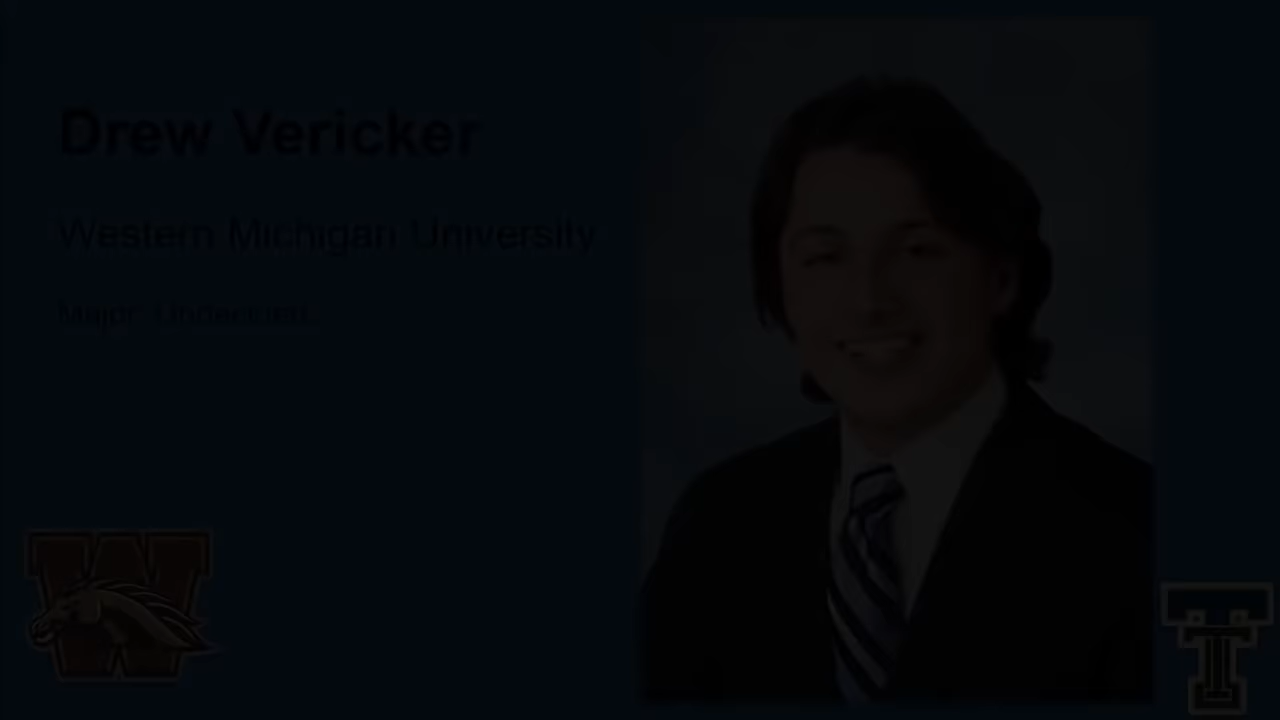 Drew Vericker
Western Michigan University
Major: Undecided
W
T